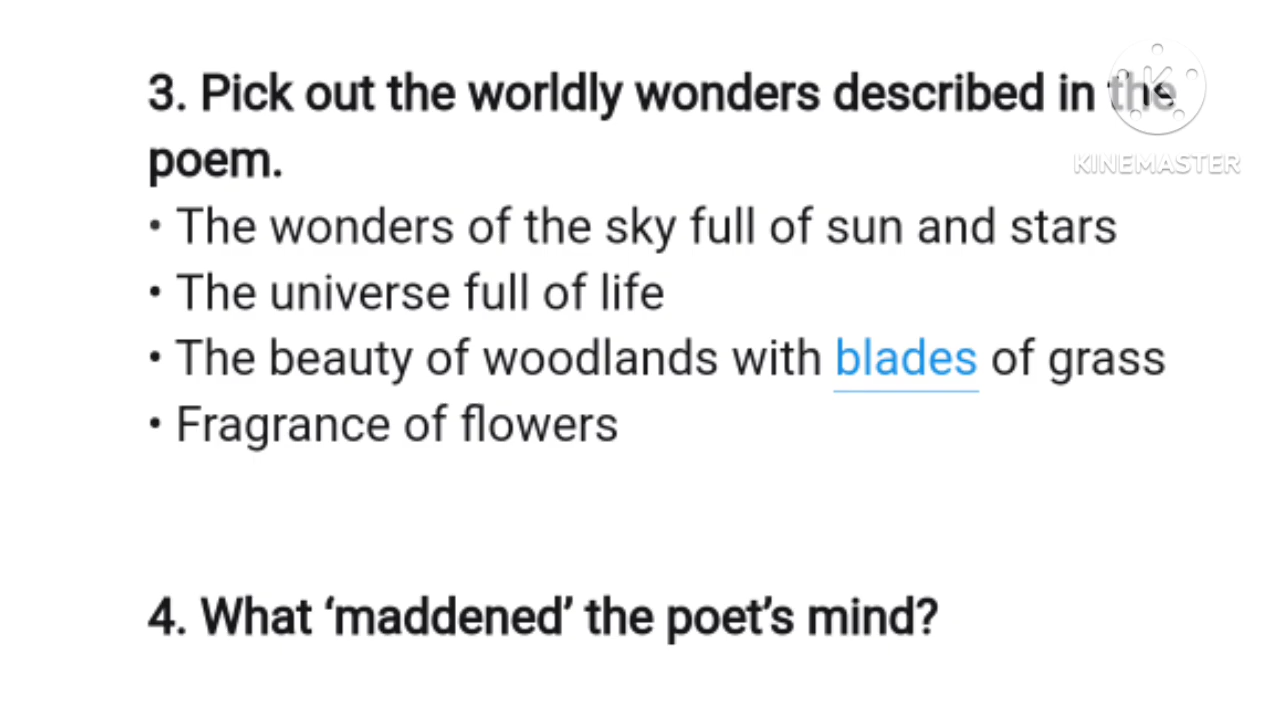 3. Pick out the worldly wonders described in the
poem.
• The wonders of the sky full of sun and stars
• The universe full of life
• The beauty of woodlands with blades of grass
• Fragrance of flowers
4. What ‘maddened’ the poet’s mind?
K
KINEMASTER